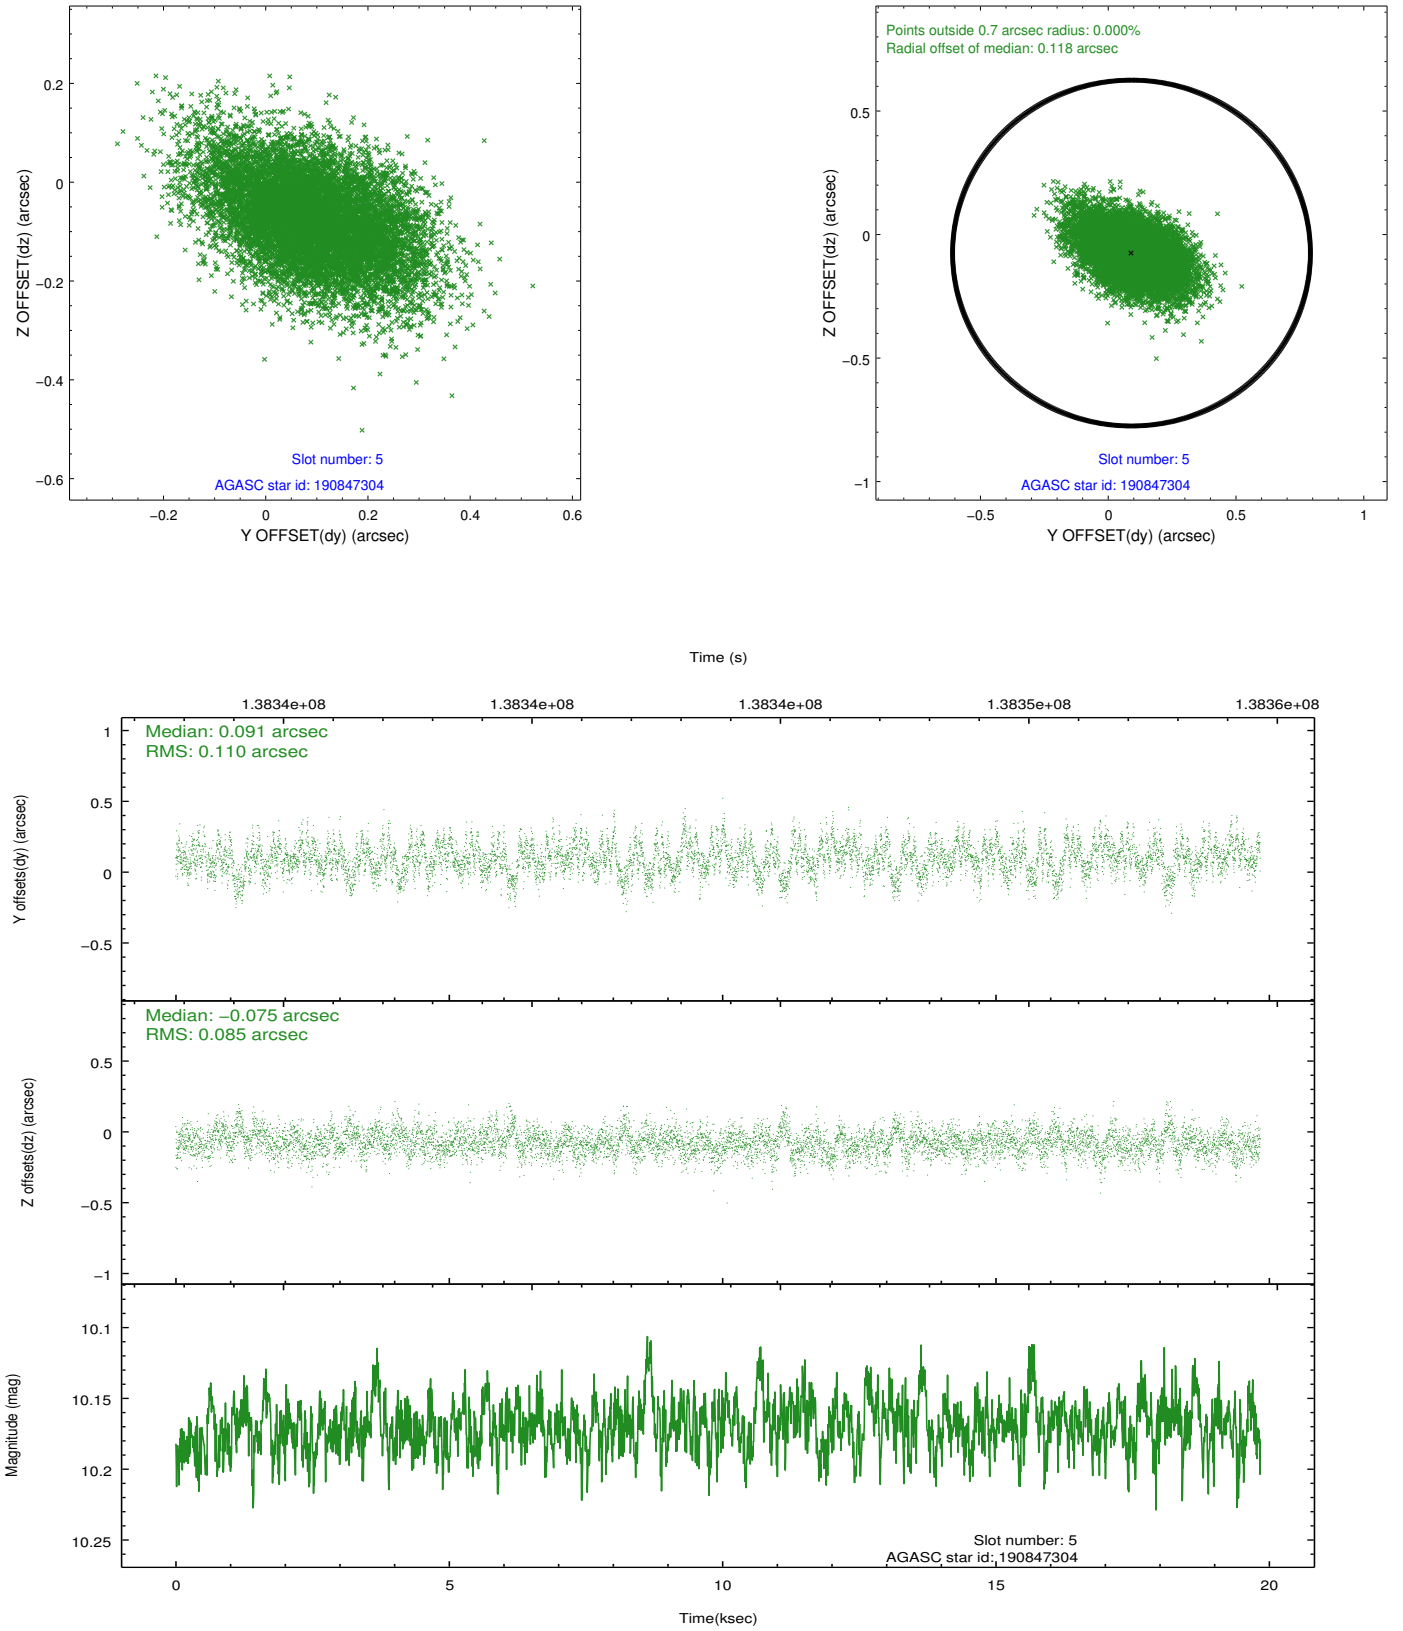 0.2
0
−0.2
−0.4
−0.6
Z OFFSET(dz) (arcsec)
Slot number: 5
AGASC star id: 190847304
−0.2 0 0.2 0.4 0.6
Y OFFSET(dy) (arcsec)
Points outside 0.7 arcsec radius: 0.000%
Radial offset of median: 0.118 arcsec
0.5
0
−0.5
−1
Z OFFSET(dz) (arcsec)
Slot number: 5
AGASC star id: 190847304
−0.5 0 0.5 1
Y OFFSET(dy) (arcsec)
Time (s)
1.3834e+08 1.3834e+08 1.3834e+08 1.3835e+08 1.3836e+08
Median: 0.091 arcsec
RMS: 0.110 arcsec
1
0.5
0
−0.5
Y offsets(dy) (arcsec)
Median: −0.075 arcsec
RMS: 0.085 arcsec
0.5
0
−0.5
−1
Z offsets(dz) (arcsec)
10.1
10.15
10.2
10.25
Magnitude (mag)
Slot number: 5
AGASC star id: 190847304
0 5 10 15 20
Time(ksec)